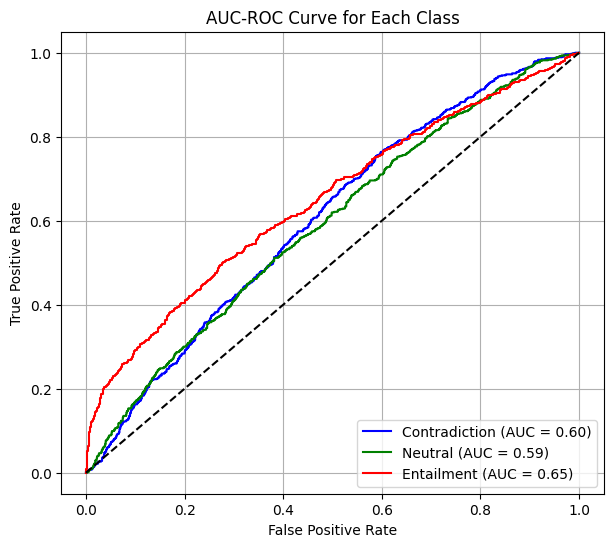 AUC-ROC Curve for Each Class
True Positive Rate
1.0
0.8
0.6
0.4
0.2
0.0
Contradiction (AUC = 0.60)
Neutral (AUC = 0.59)
Entailment (AUC = 0.65)
0.0 0.2 0.4 0.6 0.8 1.0
False Positive Rate